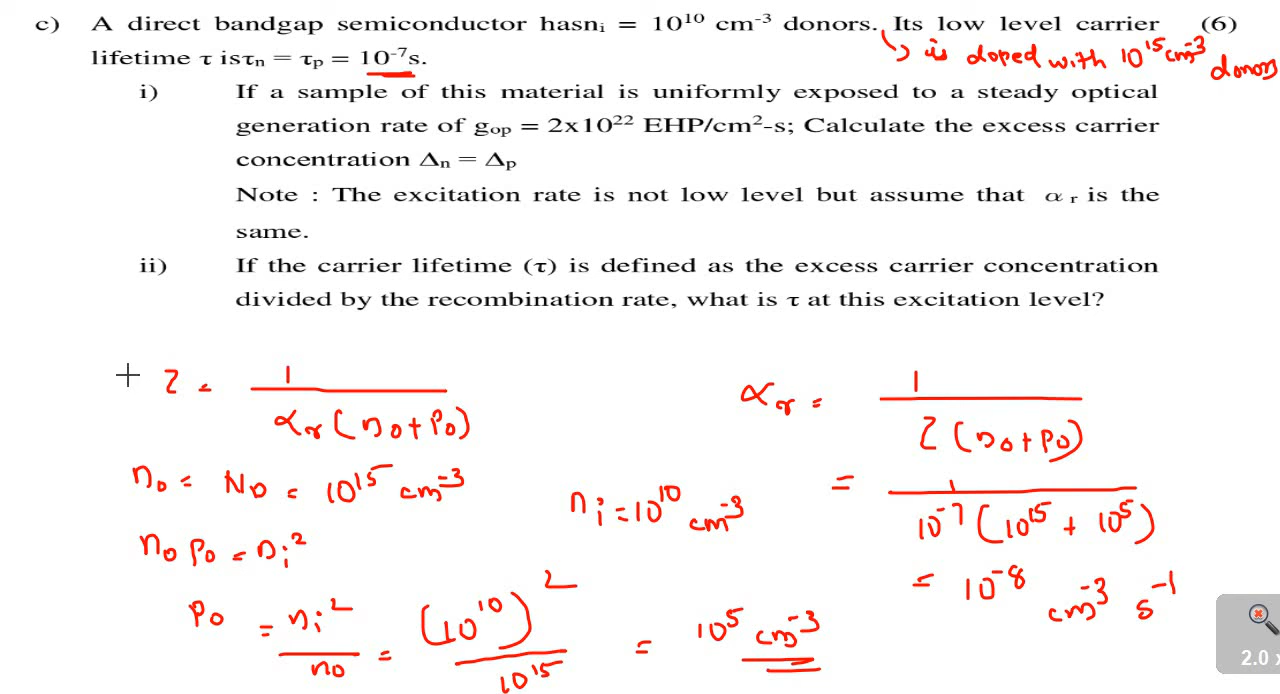 c) A direct bandgap semiconductor hasnᵢ = 10¹⁰ cm⁻³ donors. Its low level carrier (6)
↳ is doped with 10¹⁵ cm⁻³ donors
lifetime τ isτₙ = τₚ = 10⁻⁷s.
i) If a sample of this material is uniformly exposed to a steady optical
generation rate of gₒₚ = 2x10²² EHP/cm²-s; Calculate the excess carrier
concentration Δₙ = Δₚ
Note : The excitation rate is not low level but assume that α ᵣ is the
same.
ii) If the carrier lifetime (τ) is defined as the excess carrier concentration
divided by the recombination rate, what is τ at this excitation level?
τ = 1 / αᵣ (n₀ + P₀)
αᵣ = 1 / τ (n₀ + P₀)
n₀ = N_D = 10¹⁵ cm⁻³
nᵢ = 10¹⁰ cm⁻³
= 1 / 10⁻⁷ (10¹⁵ + 10⁵)
n₀ P₀ = nᵢ²
= 10⁻⁸ cm⁻³ s⁻¹
P₀ = nᵢ² / n₀ = (10¹⁰)² / 10¹⁵ = 10⁵ cm⁻³
2.0 x